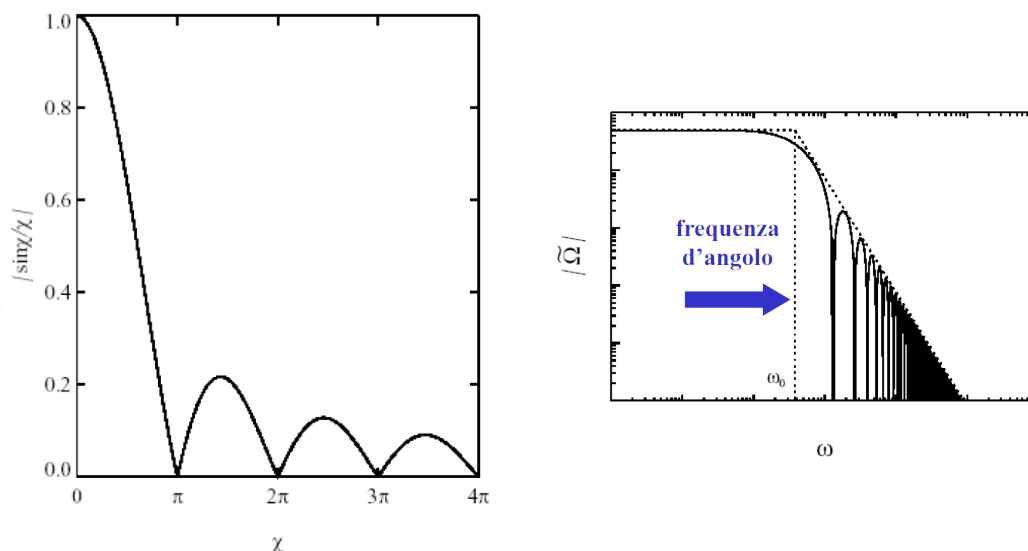 1.0
0.8
0.6
0.4
0.2
0.0
|sinχ/χ|
0
π
2π
3π
4π
χ
|Ω̃|
frequenza
d’angolo
ω₀
ω